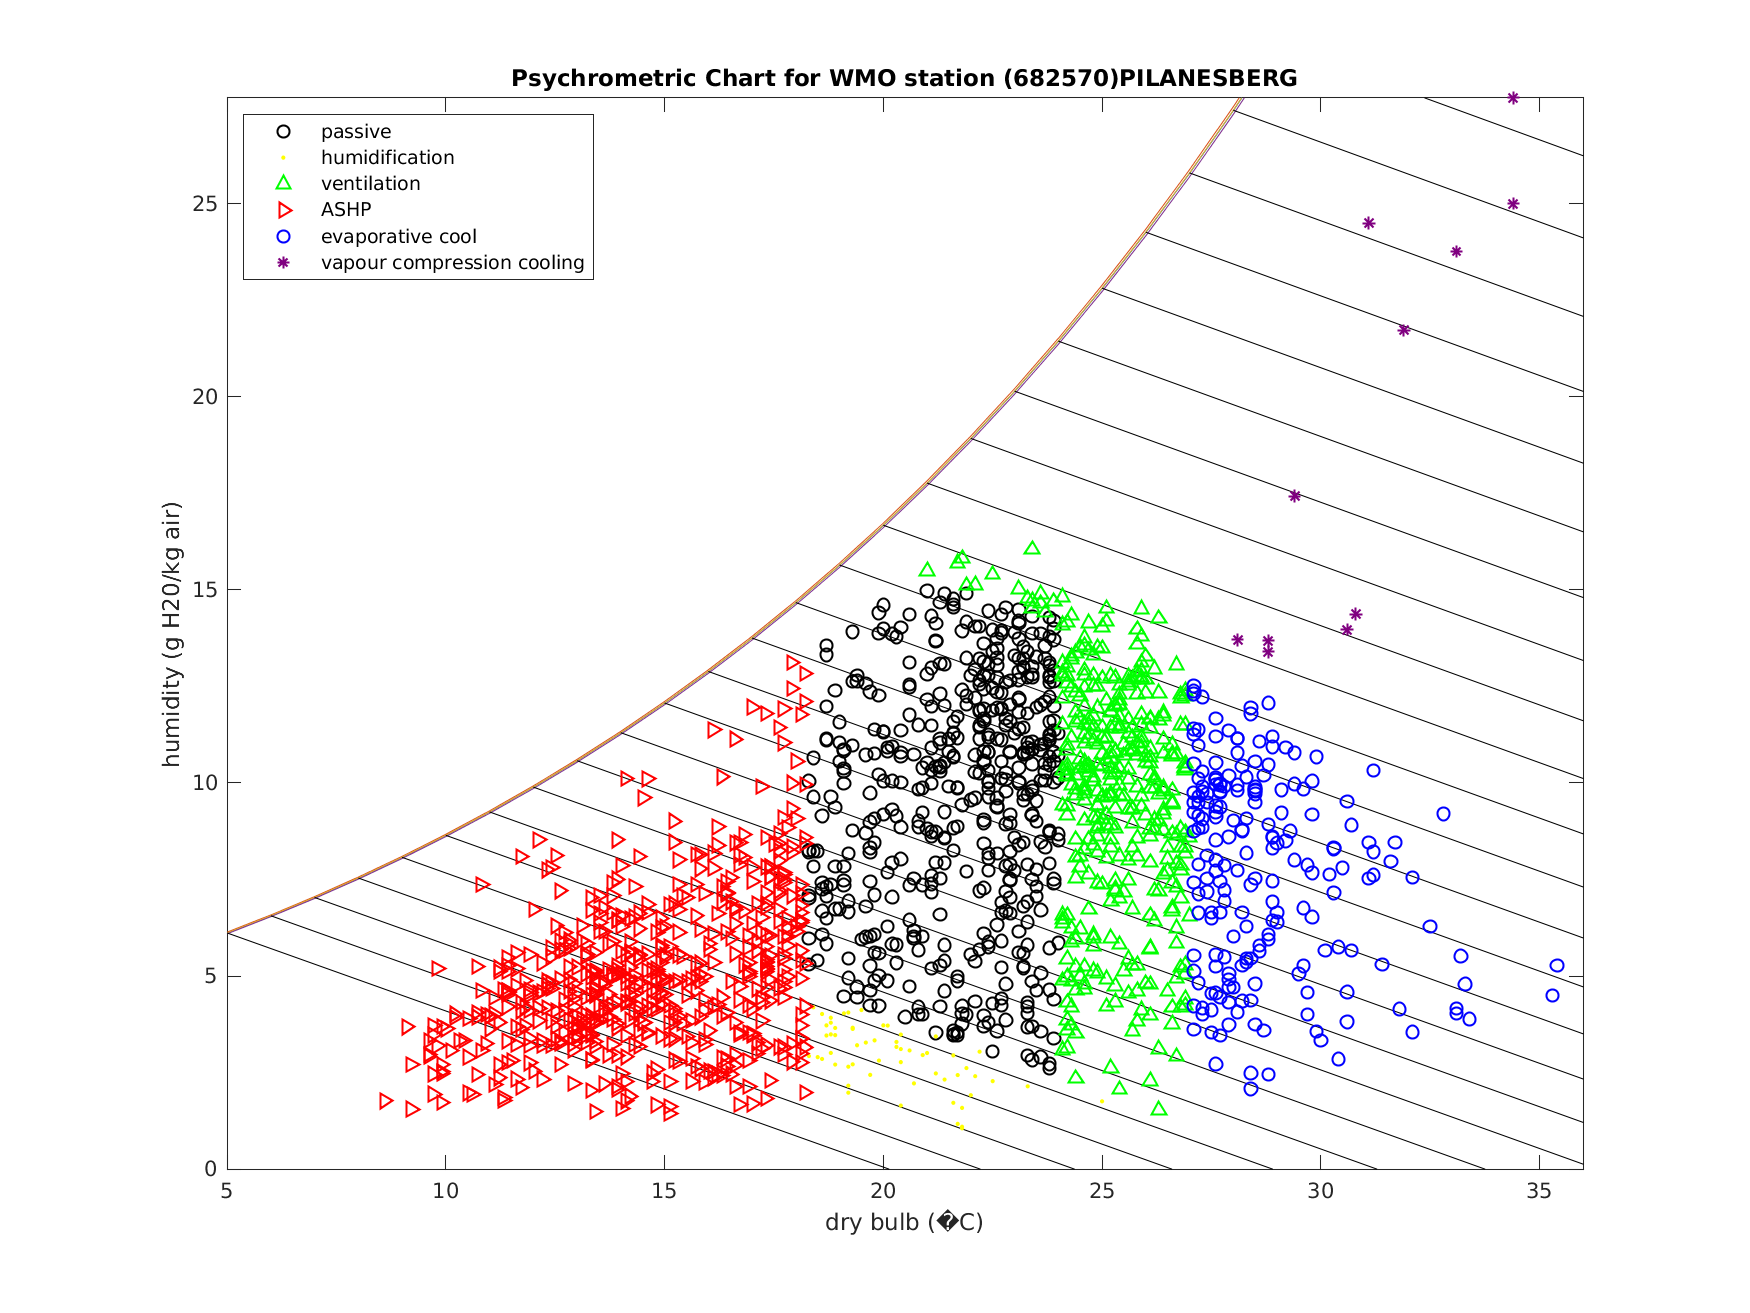 Psychrometric Chart for WMO station (682570)PILANESBERG
passive
humidification
ventilation
ASHP
evaporative cool
vapour compression cooling
humidity (g H20/kg air)
25
20
15
10
5
0
5 10 15 20 25 30 35
dry bulb (�C)